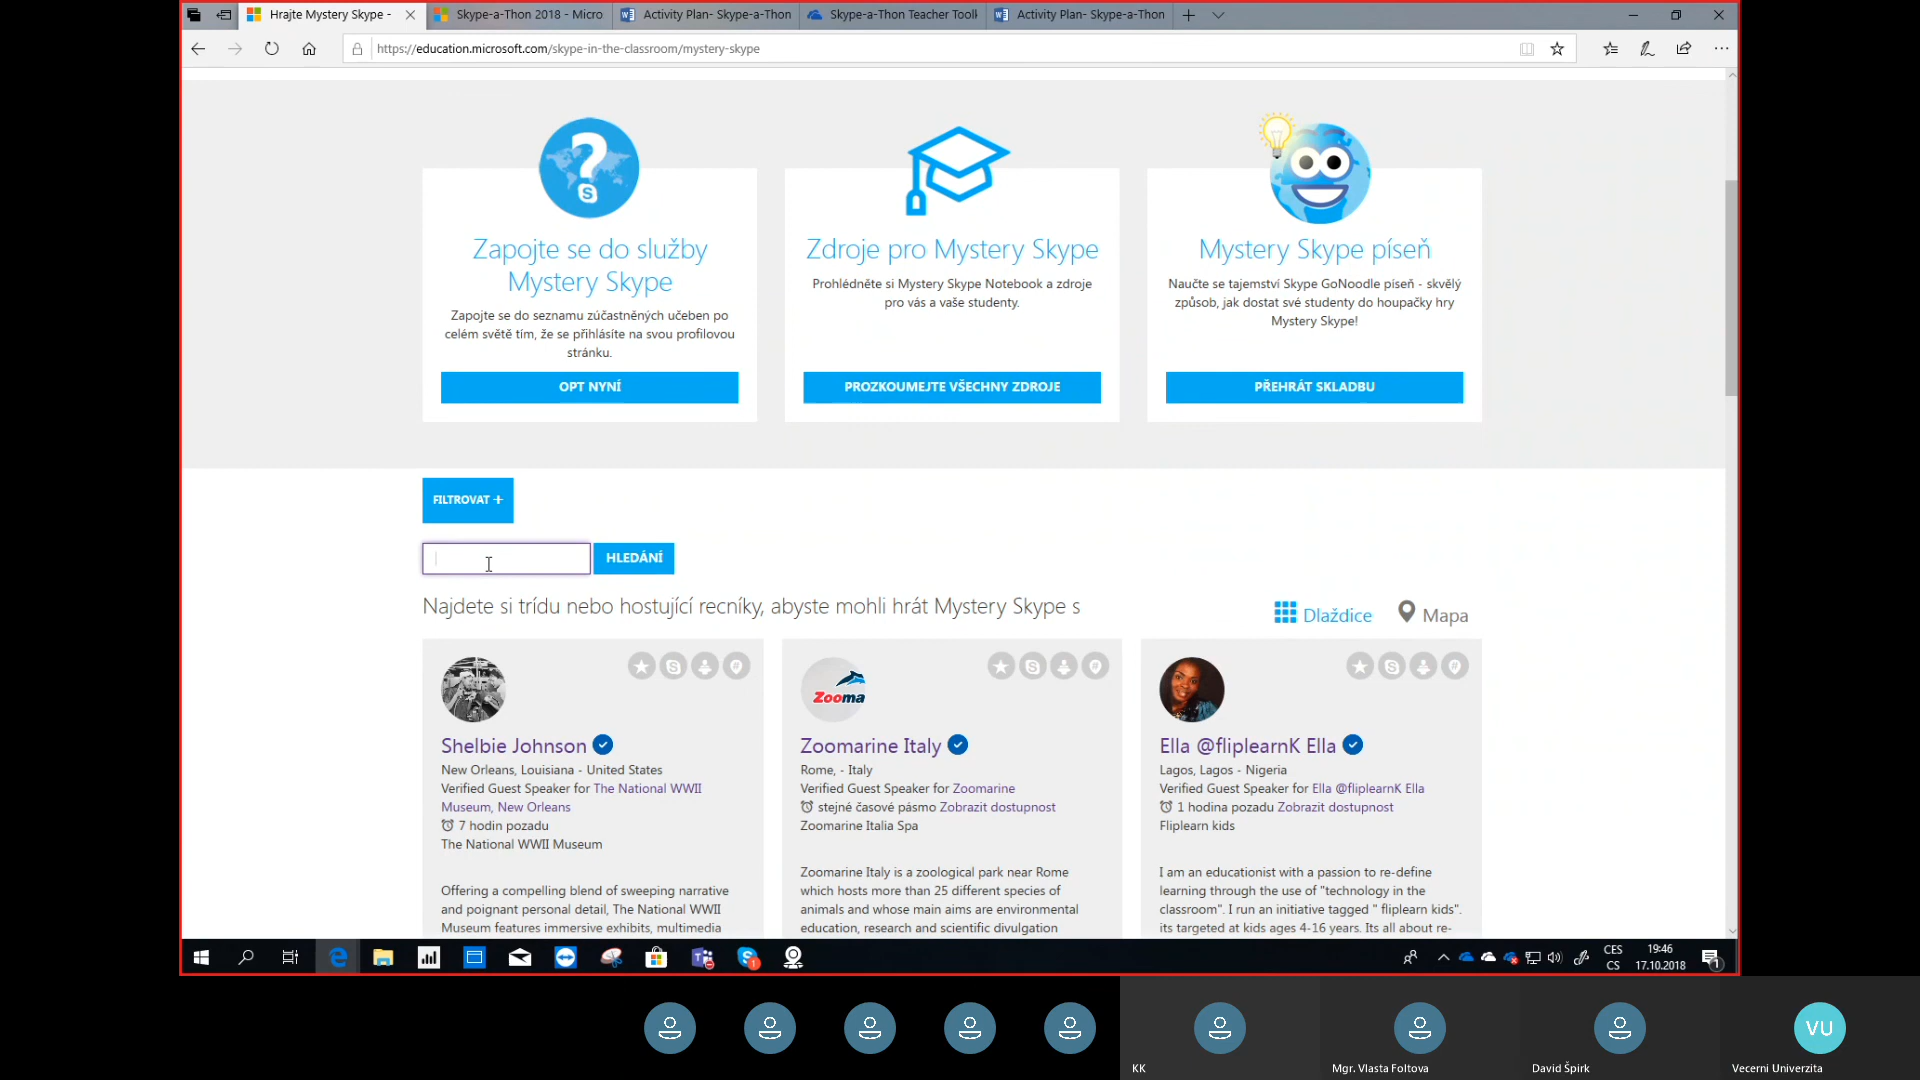 Hrajte Mystery Skype -
Skype-a-Thon 2018 - Micro
Activity Plan- Skype-a-Thon
Skype-a-Thon Teacher Toolk
Activity Plan- Skype-a-Thon
https://education.microsoft.com/skype-in-the-classroom/mystery-skype
Zapojte se do služby
Mystery Skype
Zapojte se do seznamu zúčastněných učeben po
celém světě tím, že se přihlásíte na svou profilovou
stránku.
OPT NYNÍ
Zdroje pro Mystery Skype
Prohlédněte si Mystery Skype Notebook a zdroje
pro vás a vaše studenty.
PROZKOUMEJTE VŠECHNY ZDROJE
Mystery Skype píseň
Naučte se tajemství Skype GoNoodle píseň - skvělý
způsob, jak dostat své studenty do houpačky hry
Mystery Skype!
PŘEHRÁT SKLADBU
FILTROVAT +
HLEDÁNÍ
Najdete si trídu nebo hostující recníky, abyste mohli hrát Mystery Skype s
Dlaždice
Mapa
Shelbie Johnson
New Orleans, Louisiana - United States
Verified Guest Speaker for The National WWII
Museum, New Orleans
7 hodin pozadu
The National WWII Museum
Offering a compelling blend of sweeping narrative
and poignant personal detail, The National WWII
Museum features immersive exhibits, multimedia
Zooma
Zoomarine Italy
Rome, - Italy
Verified Guest Speaker for Zoomarine
stejné časové pásmo Zobrazit dostupnost
Zoomarine Italia Spa
Zoomarine Italy is a zoological park near Rome
which hosts more than 25 different species of
animals and whose main aims are environmental
education, research and scientific divulgation
Ella @fliplearnK Ella
Lagos, Lagos - Nigeria
Verified Guest Speaker for Ella @fliplearnK Ella
1 hodina pozadu Zobrazit dostupnost
Fliplearn kids
I am an educationist with a passion to re-define
learning through the use of "technology in the
classroom". I run an initiative tagged " fliplearn kids".
its targeted at kids ages 4-16 years. Its all about re-
CES
CS
19:46
17.10.2018
1
KK
Mgr. Vlasta Foltova
David Špirk
VU
Vecerni Univerzita